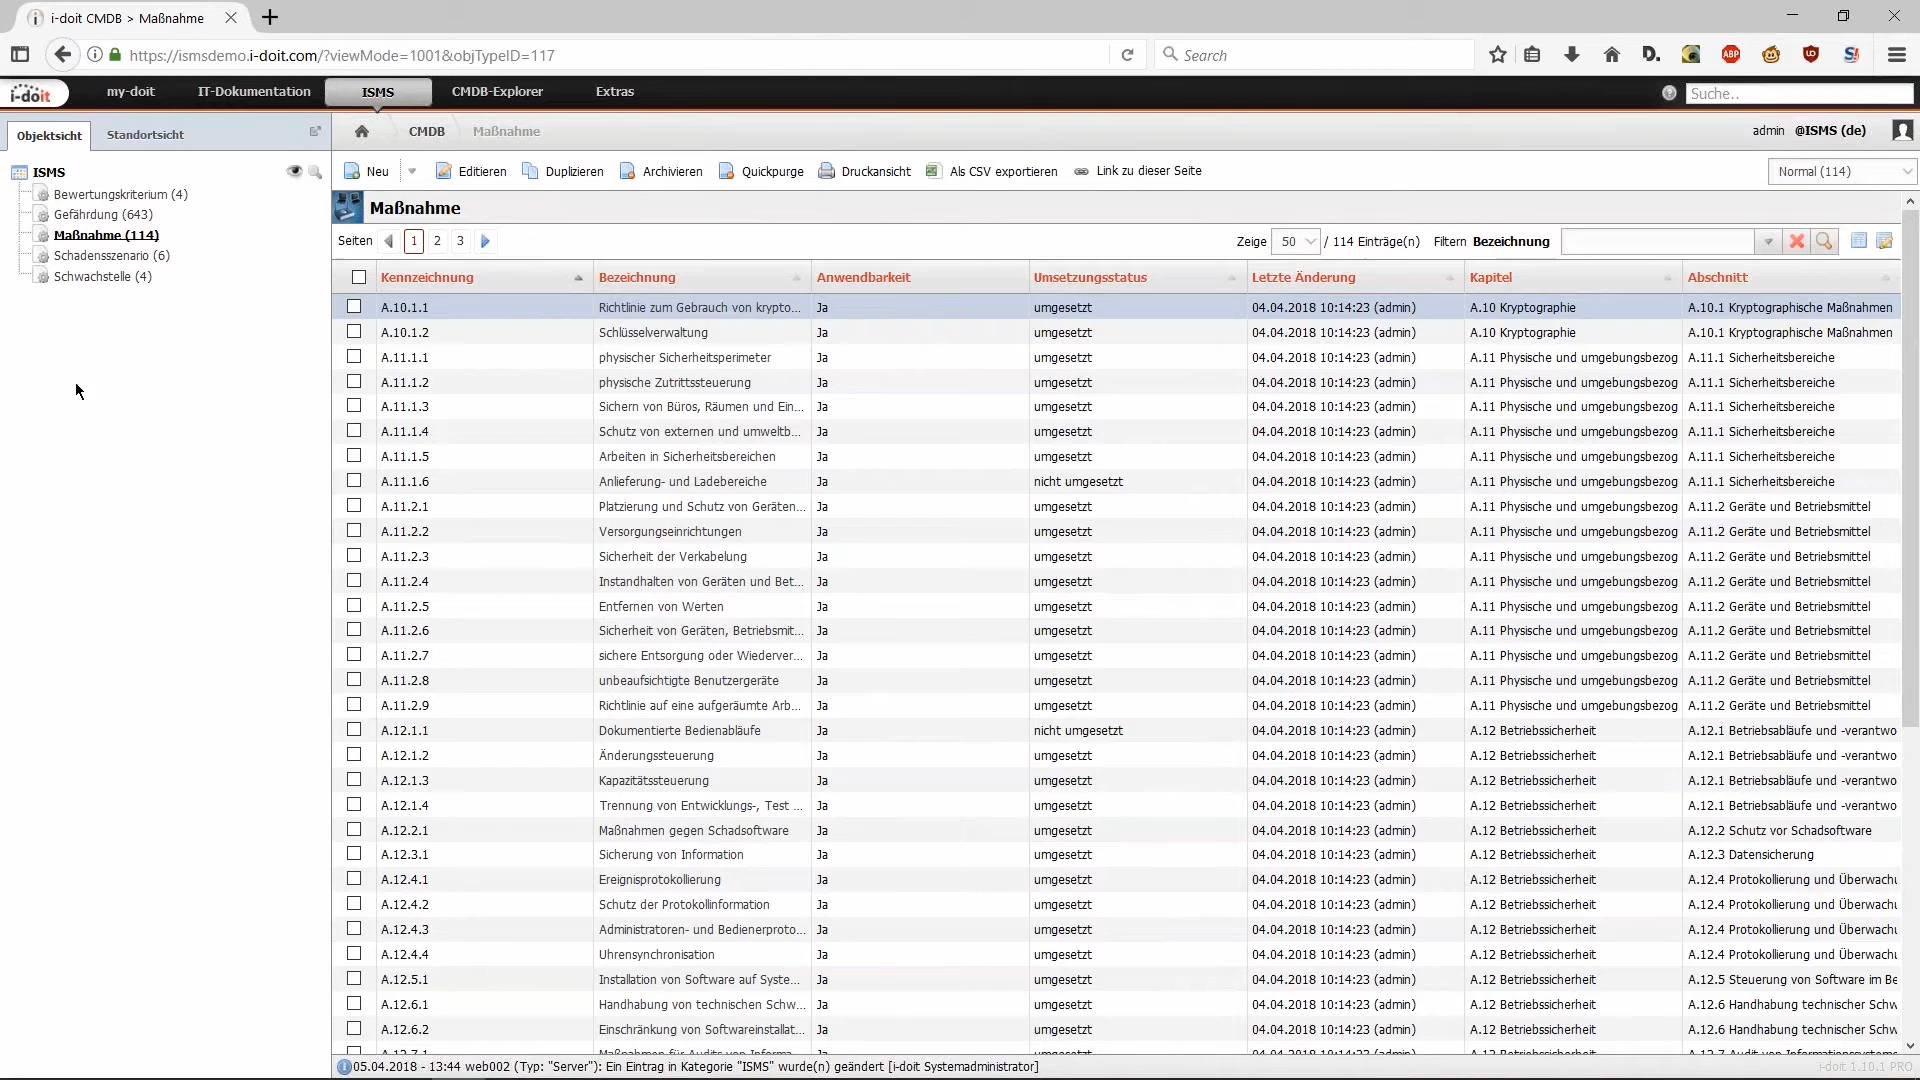 i-doit CMDB > Maßnahme
https://ismsdemo.i-doit.com/?viewMode=1001&objTypeID=117
Search
i-doit my-doit IT-Dokumentation ISMS CMDB-Explorer Extras Suche..
Objektsicht Standortsicht CMDB Maßnahme admin @ISMS (de)
Neu Editieren Duplizieren Archivieren Quickpurge Druckansicht Als CSV exportieren Link zu dieser Seite Normal (114)
ISMS
Bewertungskriterium (4)
Gefährdung (643)
Maßnahme (114)
Schadensszenario (6)
Schwachstelle (4)
Maßnahme
Seiten 1 2 3 Zeige 50 / 114 Einträge(n) Filtern Bezeichnung
Kennzeichnung Bezeichnung Anwendbarkeit Umsetzungsstatus Letzte Änderung Kapitel Abschnitt
A.10.1.1 Richtlinie zum Gebrauch von krypto... Ja umgesetzt 04.04.2018 10:14:23 (admin) A.10 Kryptographie A.10.1 Kryptographische Maßnahmen
A.10.1.2 Schlüsselverwaltung Ja umgesetzt 04.04.2018 10:14:23 (admin) A.10 Kryptographie A.10.1 Kryptographische Maßnahmen
A.11.1.1 physischer Sicherheitsperimeter Ja umgesetzt 04.04.2018 10:14:23 (admin) A.11 Physische und umgebungsbezog A.11.1 Sicherheitsbereiche
A.11.1.2 physische Zutrittssteuerung Ja umgesetzt 04.04.2018 10:14:23 (admin) A.11 Physische und umgebungsbezog A.11.1 Sicherheitsbereiche
A.11.1.3 Sichern von Büros, Räumen und Ein... Ja umgesetzt 04.04.2018 10:14:23 (admin) A.11 Physische und umgebungsbezog A.11.1 Sicherheitsbereiche
A.11.1.4 Schutz von externen und umweltb... Ja umgesetzt 04.04.2018 10:14:23 (admin) A.11 Physische und umgebungsbezog A.11.1 Sicherheitsbereiche
A.11.1.5 Arbeiten in Sicherheitsbereichen Ja umgesetzt 04.04.2018 10:14:23 (admin) A.11 Physische und umgebungsbezog A.11.1 Sicherheitsbereiche
A.11.1.6 Anlieferung- und Ladebereiche Ja nicht umgesetzt 04.04.2018 10:14:23 (admin) A.11 Physische und umgebungsbezog A.11.1 Sicherheitsbereiche
A.11.2.1 Platzierung und Schutz von Geräten... Ja umgesetzt 04.04.2018 10:14:23 (admin) A.11 Physische und umgebungsbezog A.11.2 Geräte und Betriebsmittel
A.11.2.2 Versorgungseinrichtungen Ja umgesetzt 04.04.2018 10:14:23 (admin) A.11 Physische und umgebungsbezog A.11.2 Geräte und Betriebsmittel
A.11.2.3 Sicherheit der Verkabelung Ja umgesetzt 04.04.2018 10:14:23 (admin) A.11 Physische und umgebungsbezog A.11.2 Geräte und Betriebsmittel
A.11.2.4 Instandhalten von Geräten und Bet... Ja umgesetzt 04.04.2018 10:14:23 (admin) A.11 Physische und umgebungsbezog A.11.2 Geräte und Betriebsmittel
A.11.2.5 Entfernen von Werten Ja umgesetzt 04.04.2018 10:14:23 (admin) A.11 Physische und umgebungsbezog A.11.2 Geräte und Betriebsmittel
A.11.2.6 Sicherheit von Geräten, Betriebsmit... Ja umgesetzt 04.04.2018 10:14:23 (admin) A.11 Physische und umgebungsbezog A.11.2 Geräte und Betriebsmittel
A.11.2.7 sichere Entsorgung oder Wiederver... Ja umgesetzt 04.04.2018 10:14:23 (admin) A.11 Physische und umgebungsbezog A.11.2 Geräte und Betriebsmittel
A.11.2.8 unbeaufsichtigte Benutzergeräte Ja umgesetzt 04.04.2018 10:14:23 (admin) A.11 Physische und umgebungsbezog A.11.2 Geräte und Betriebsmittel
A.11.2.9 Richtlinie auf eine aufgeräumte Arb... Ja umgesetzt 04.04.2018 10:14:23 (admin) A.11 Physische und umgebungsbezog A.11.2 Geräte und Betriebsmittel
A.12.1.1 Dokumentierte Bedienabläufe Ja nicht umgesetzt 04.04.2018 10:14:23 (admin) A.12 Betriebssicherheit A.12.1 Betriebsabläufe und -verantwo
A.12.1.2 Änderungssteuerung Ja umgesetzt 04.04.2018 10:14:23 (admin) A.12 Betriebssicherheit A.12.1 Betriebsabläufe und -verantwo
A.12.1.3 Kapazitätssteuerung Ja umgesetzt 04.04.2018 10:14:23 (admin) A.12 Betriebssicherheit A.12.1 Betriebsabläufe und -verantwo
A.12.1.4 Trennung von Entwicklungs-, Test ... Ja umgesetzt 04.04.2018 10:14:23 (admin) A.12 Betriebssicherheit A.12.1 Betriebsabläufe und -verantwo
A.12.2.1 Maßnahmen gegen Schadsoftware Ja umgesetzt 04.04.2018 10:14:23 (admin) A.12 Betriebssicherheit A.12.2 Schutz vor Schadsoftware
A.12.3.1 Sicherung von Information Ja umgesetzt 04.04.2018 10:14:23 (admin) A.12 Betriebssicherheit A.12.3 Datensicherung
A.12.4.1 Ereignisprotokollierung Ja umgesetzt 04.04.2018 10:14:23 (admin) A.12 Betriebssicherheit A.12.4 Protokollierung und Überwachu
A.12.4.2 Schutz der Protokollinformation Ja umgesetzt 04.04.2018 10:14:23 (admin) A.12 Betriebssicherheit A.12.4 Protokollierung und Überwachu
A.12.4.3 Administratoren- und Bedienerproto... Ja umgesetzt 04.04.2018 10:14:23 (admin) A.12 Betriebssicherheit A.12.4 Protokollierung und Überwachu
A.12.4.4 Uhrensynchronisation Ja umgesetzt 04.04.2018 10:14:23 (admin) A.12 Betriebssicherheit A.12.4 Protokollierung und Überwachu
A.12.5.1 Installation von Software auf Syste... Ja umgesetzt 04.04.2018 10:14:23 (admin) A.12 Betriebssicherheit A.12.5 Steuerung von Software im Be
A.12.6.1 Handhabung von technischen Schw... Ja umgesetzt 04.04.2018 10:14:23 (admin) A.12 Betriebssicherheit A.12.6 Handhabung technischer Schw
A.12.6.2 Einschränkung von Softwareinstallat... Ja umgesetzt 04.04.2018 10:14:23 (admin) A.12 Betriebssicherheit A.12.6 Handhabung technischer Schw
05.04.2018 - 13:44 web002 (Typ: "Server"): Ein Eintrag in Kategorie "ISMS" wurde(n) geändert [i-doit Systemadministrator] i-doit 1.10.1 PRO